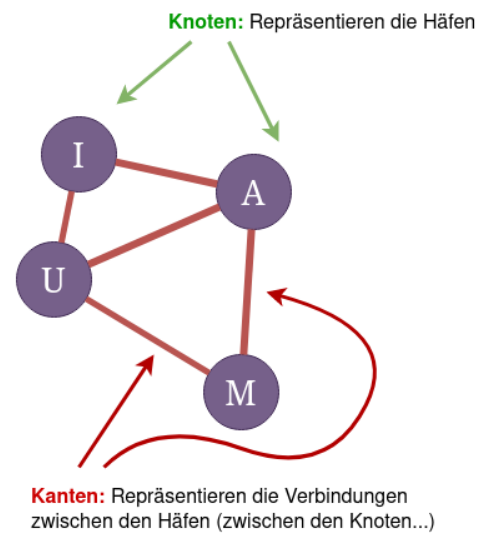 Knoten: Repräsentieren die Häfen
I
A
U
M
Kanten: Repräsentieren die Verbindungen
zwischen den Häfen (zwischen den Knoten...)